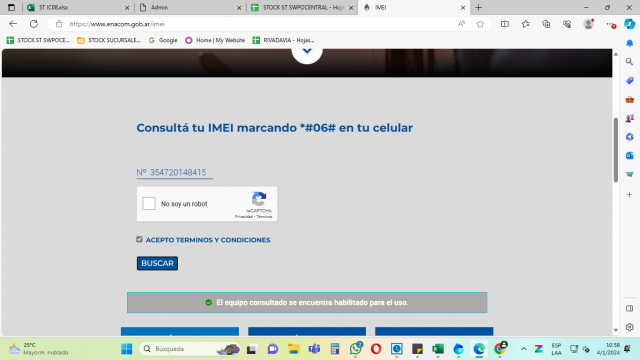 ST IC08.xlsx
Admin
STOCK ST SWPOCENTRAL - Hojas
IMEI
https://www.enacom.gob.ar/imei
STOCK ST SWPOCE...
STOCK SUCURSALE...
Google
Home | My Website
RIVADAVIA - Hojas...
Consultá tu IMEI marcando *#06# en tu celular
Nº 354720148415
No soy un robot
reCAPTCHA
Privacidad - Términos
ACEPTO TERMINOS Y CONDICIONES
BUSCAR
El equipo consultado se encuentra habilitado para el uso.
25°C
Mayorm. nublado
Búsqueda
ESP
LAA
10:58
4/1/2024